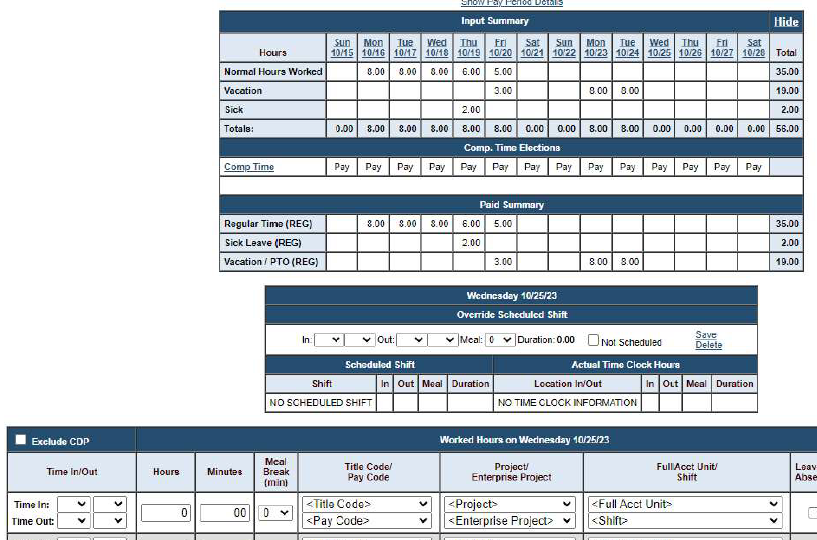 Show Pay Period Details
Input Summary Hide
Hours Sun 10/15 Mon 10/16 Tue 10/17 Wed 10/18 Thu 10/19 Fri 10/20 Sat 10/21 Sun 10/22 Mon 10/23 Tue 10/24 Wed 10/25 Thu 10/26 Fri 10/27 Sat 10/28 Total
Normal Hours Worked 8.00 8.00 8.00 6.00 5.00 35.00
Vacation 3.00 8.00 8.00 19.00
Sick 2.00 2.00
Totals: 0.00 8.00 8.00 8.00 8.00 8.00 0.00 0.00 8.00 8.00 0.00 0.00 0.00 0.00 56.00
Comp. Time Elections
Comp Time Pay Pay Pay Pay Pay Pay Pay Pay Pay Pay Pay Pay Pay Pay
Paid Summary
Regular Time (REG) 8.00 8.00 8.00 6.00 5.00 35.00
Sick Leave (REG) 2.00 2.00
Vacation / PTO (REG) 3.00 8.00 8.00 19.00
Wednesday 10/25/23
Override Scheduled Shift
In: Out: Meal: 0 Duration: 0.00 Not Scheduled Save
Delete
Scheduled Shift Actual Time Clock Hours
Shift In Out Meal Duration Location In/Out In Out Meal Duration
NO SCHEDULED SHIFT NO TIME CLOCK INFORMATION
Exclude CDP Worked Hours on Wednesday 10/25/23
Time In/Out Hours Minutes Meal Break (min) Title Code/ Pay Code Project/ Enterprise Project FullAcct Unit/ Shift Leav Abse
Time In: 0 00 0 <Title Code> <Project> <Full Acct Unit>
Time Out: <Pay Code> <Enterprise Project> <Shift>